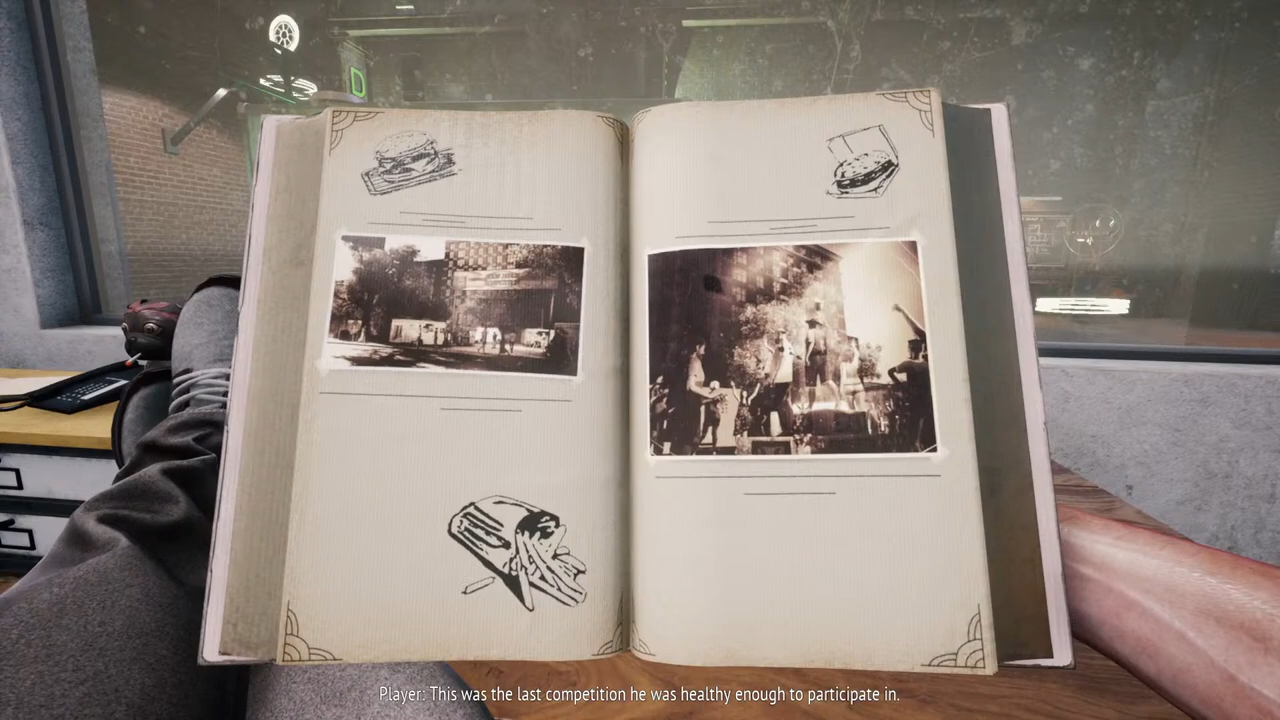 D
Player: This was the last competition he was healthy enough to participate in.